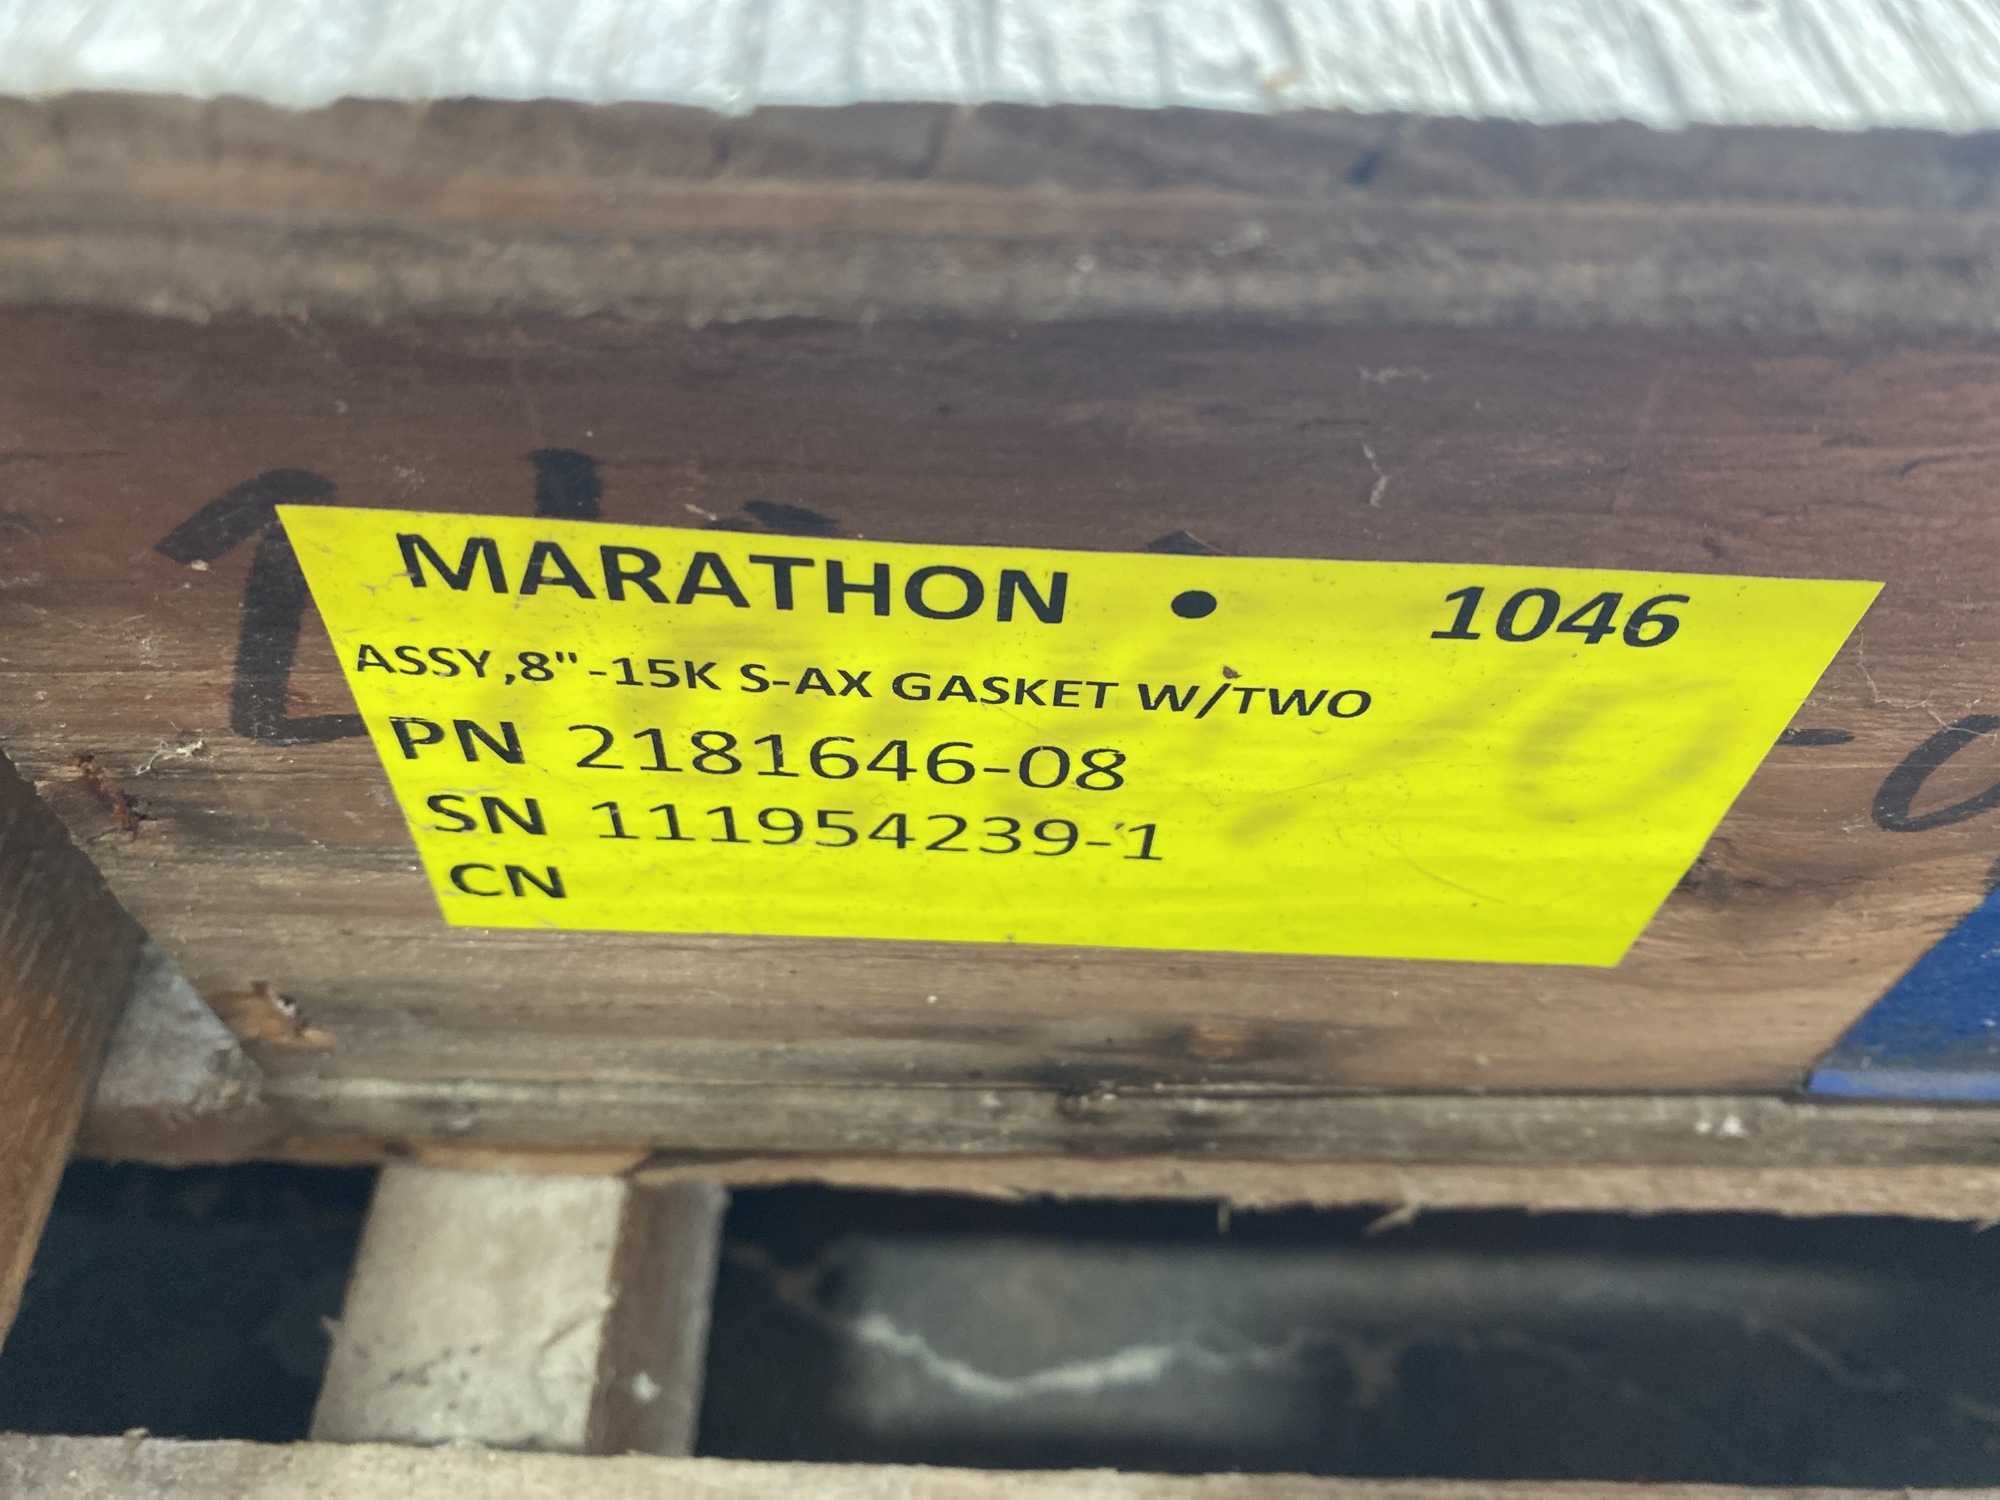 MARATHON • 1046
ASSY,8"-15K S-AX GASKET W/TWO
PN 2181646-08
SN 111954239-1
CN